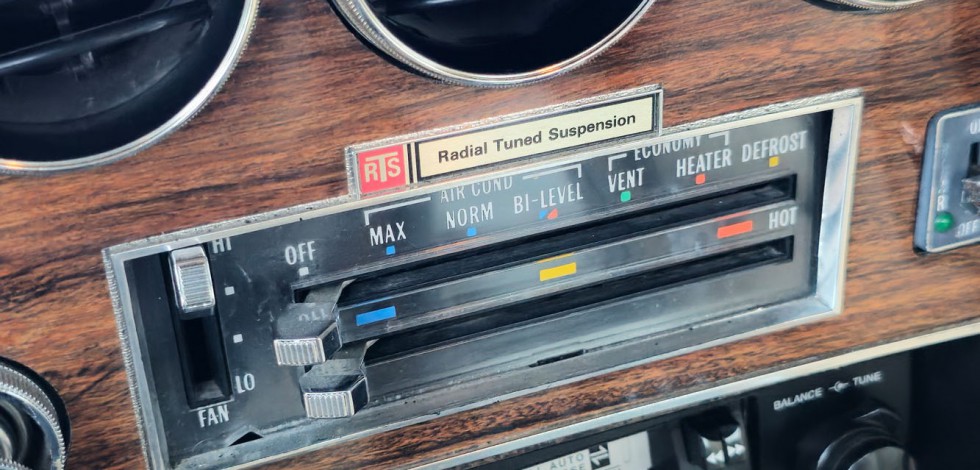 RTS Radial Tuned Suspension
AIR COND ECONOMY
HI OFF MAX NORM BI-LEVEL VENT HEATER DEFROST
HOT
LO
FAN
BALANCE TUNE
AUTO